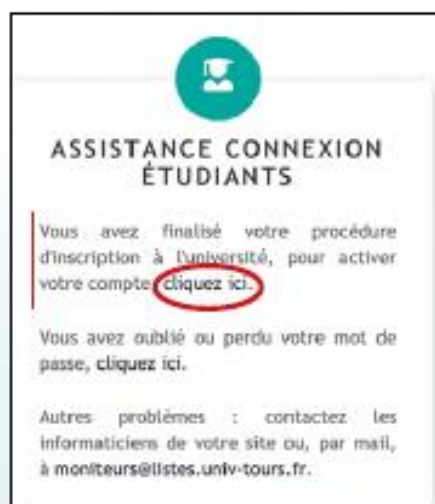 ASSISTANCE CONNEXION
ÉTUDIANTS
Vous avez finalisé votre procédure
d'inscription à l'université, pour activer
votre compte, cliquez ici.
Vous avez oublié ou perdu votre mot de
passe, cliquez ici.
Autres problèmes : contactez les
informaticiens de votre site ou, par mail,
à moniteurs@listes.univ-tours.fr.